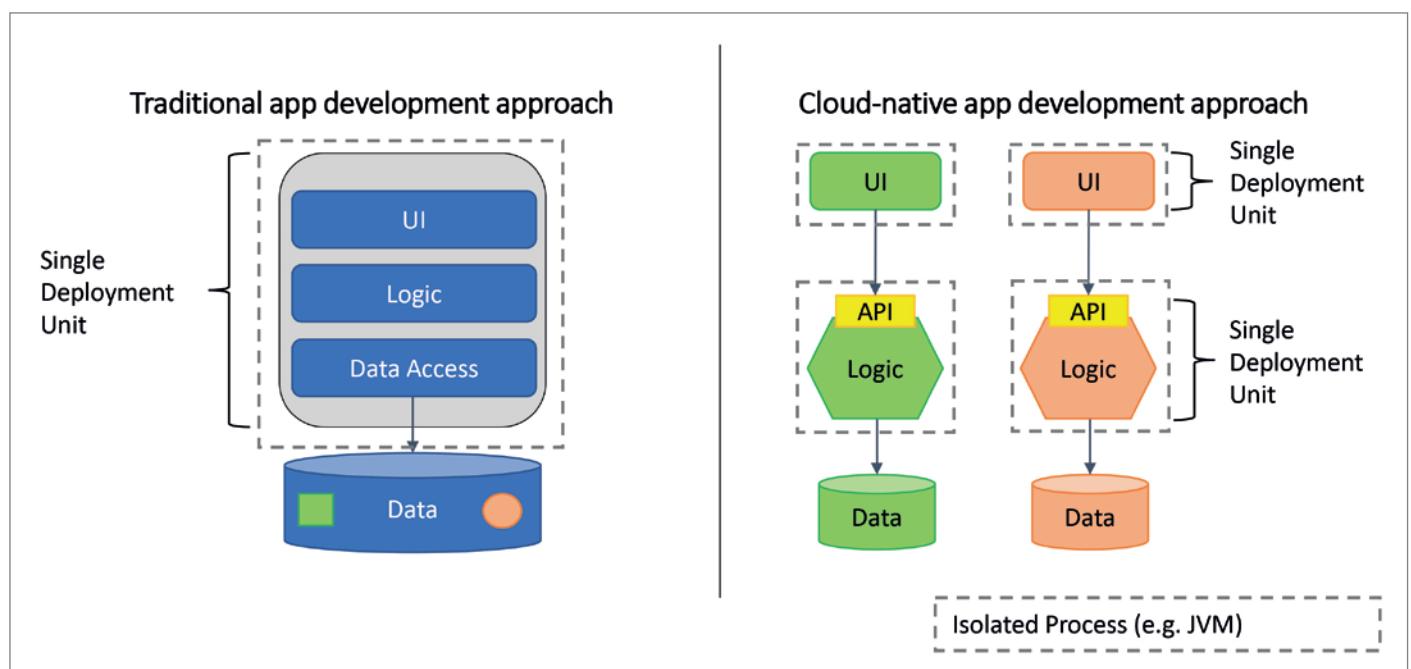 Traditional app development approach
Single
Deployment
Unit
UI
Logic
Data Access
Data
Cloud-native app development approach
UI
UI
Single
Deployment
Unit
API
API
Logic
Logic
Single
Deployment
Unit
Data
Data
Isolated Process (e.g. JVM)